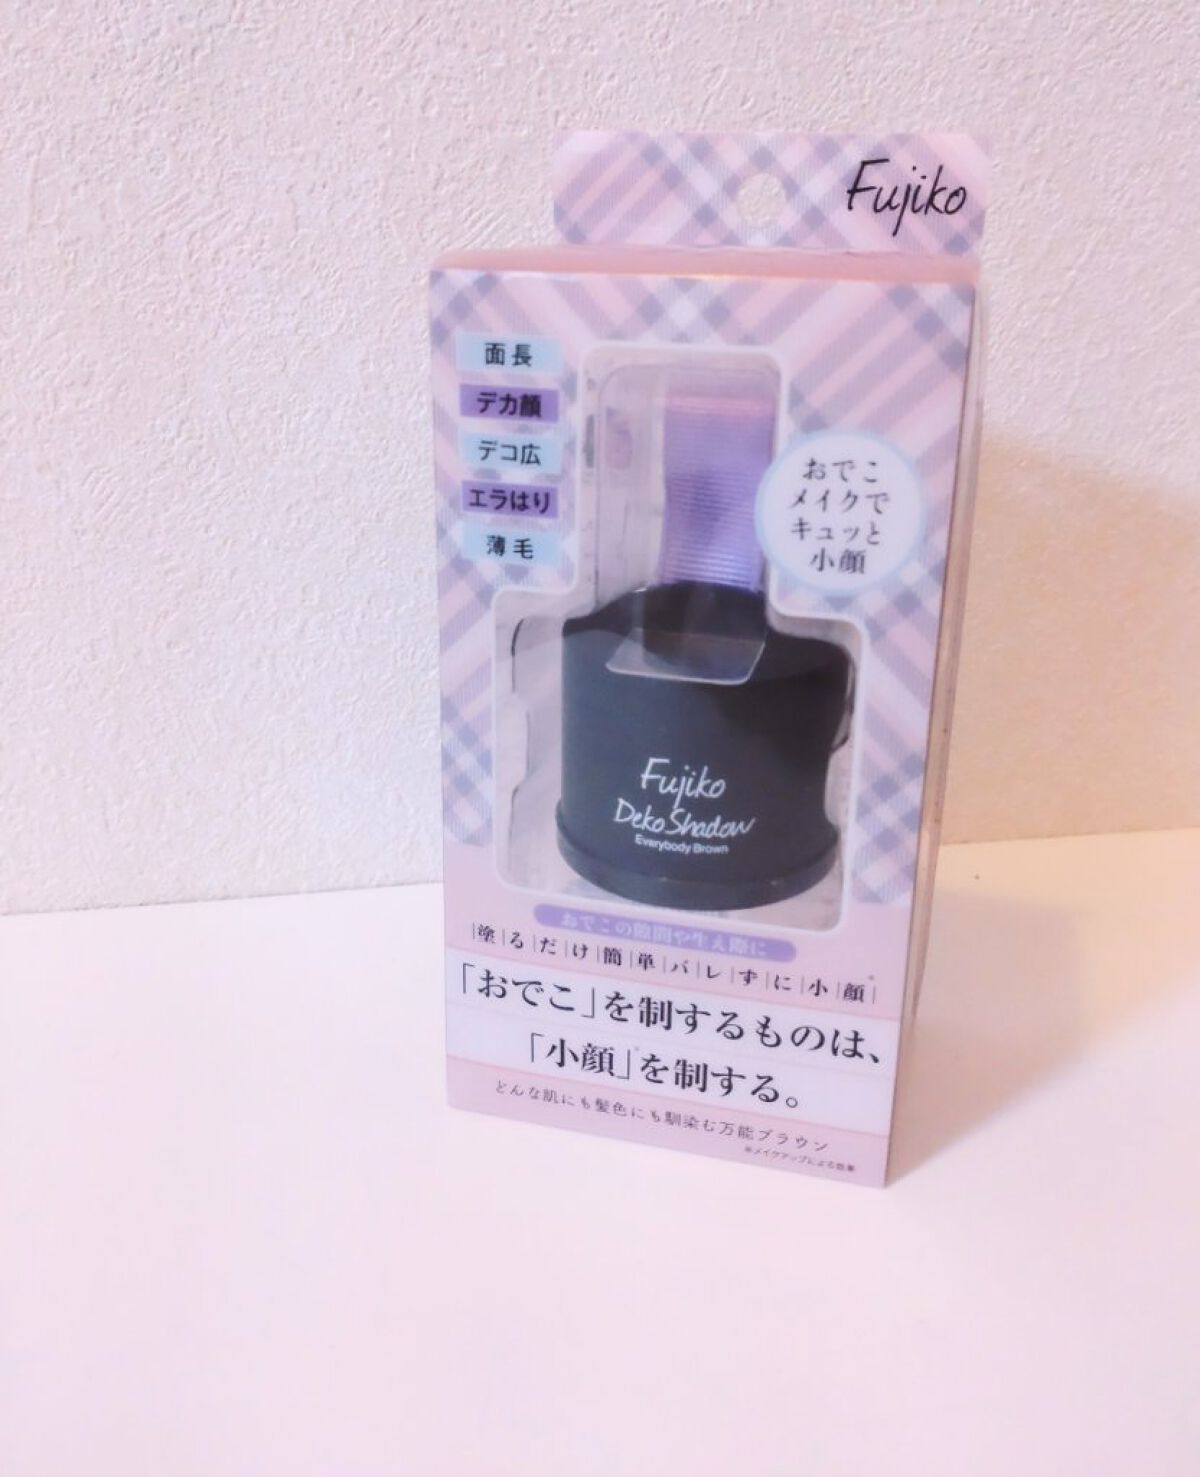 Fujiko
面長
デカ顔
デコ広
エラはり
薄毛
おでこ
メイクで
キュッと
小顔
Fujiko
Deko Shadow
Everybody Brown
おでこの隙間や生え際に
塗るだけ簡単バレずに小顔※
「おでこ」を制するものは、
「小顔」※を制する。
どんな肌にも髪色にも馴染む万能ブラウン
※メイクアップによる効果